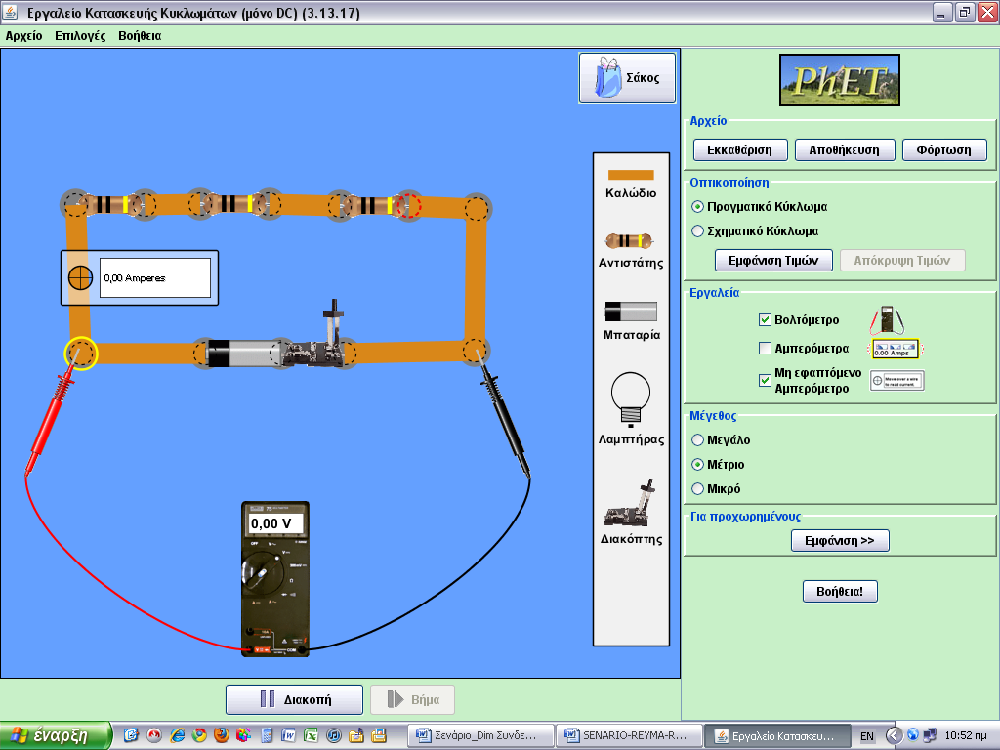 Εργαλείο Κατασκευής Κυκλωμάτων (μόνο DC) (3.13.17)
Αρχείο Επιλογές Βοήθεια
Σάκος
PhET
Αρχείο
Εκκαθάριση Αποθήκευση Φόρτωση
Οπτικοποίηση
Πραγματικό Κύκλωμα
Σχηματικό Κύκλωμα
Εμφάνιση Τιμών Απόκρυψη Τιμών
Εργαλεία
Βολτόμετρο
Αμπερόμετρα
0.00 Amps
Μη εφαπτόμενο
Αμπερόμετρο
Move over a wire
to read current.
Μέγεθος
Μεγάλο
Μέτριο
Μικρό
Για προχωρημένους
Εμφάνιση >>
Βοήθεια!
Καλώδιο
Αντιστάτης
Μπαταρία
Λαμπτήρας
Διακόπτης
0,00 Amperes
75
0,00 V
OFF
COM
Διακοπή Βήμα
έναρξη
Σενάριο_Dim Συνδε...
SENARIO-REYMA-R...
Εργαλείο Κατασκευ...
EN
10:52 πμ